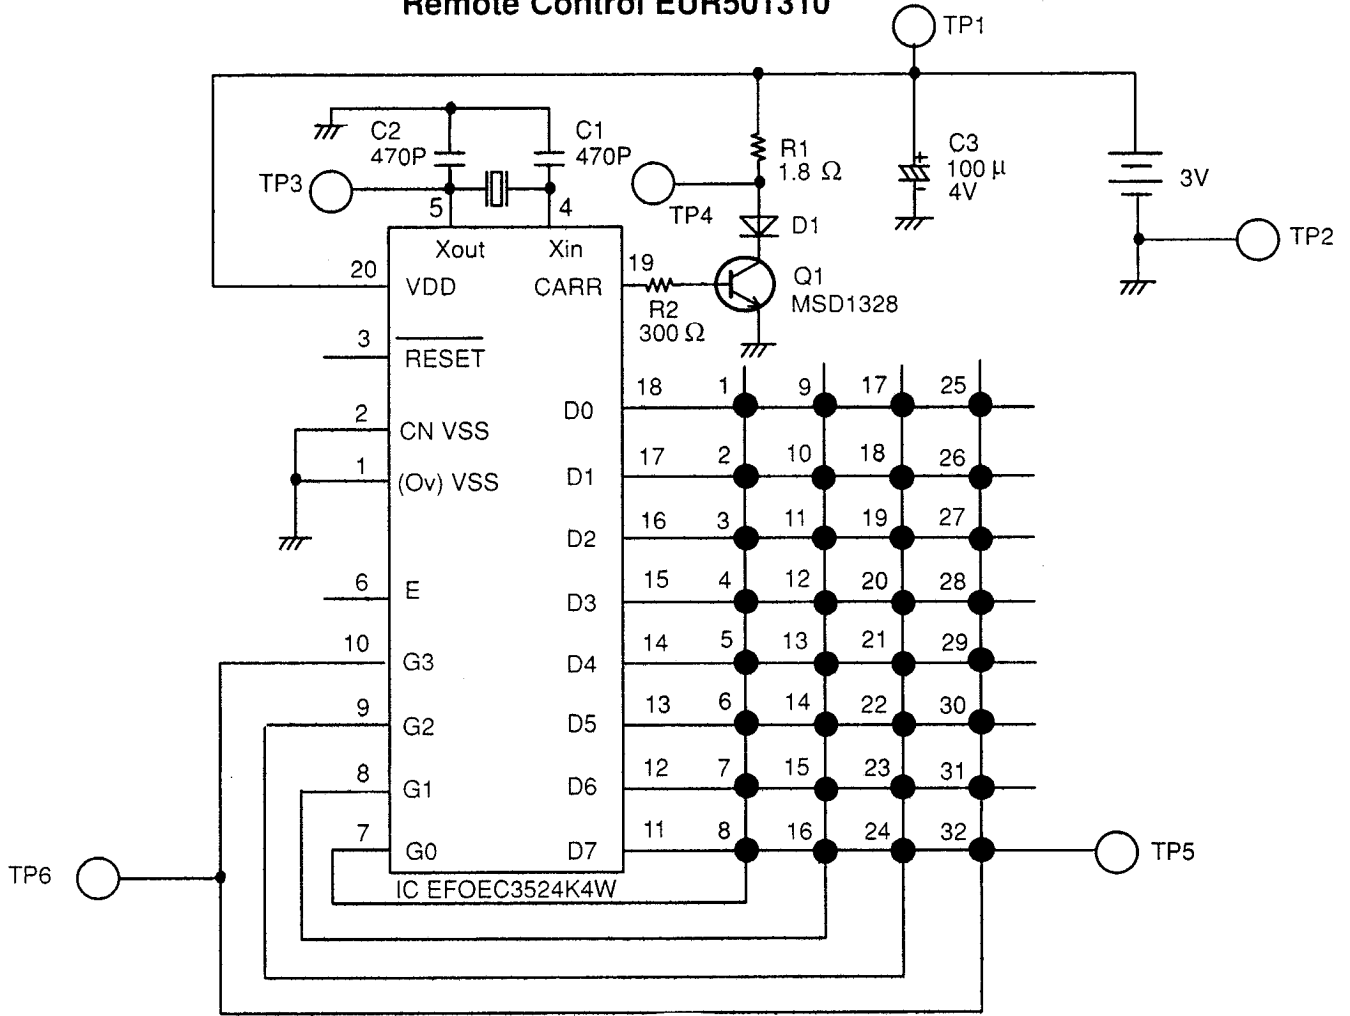 Remote Control EUR501310
TP1
C2
470P
C1
470P
R1
1.8 Ω
C3
100 μ
4V
+
-
3V
TP3
TP4
TP2
5
4
D1
Xout
Xin
20
VDD
CARR
19
R2
300 Ω
Q1
MSD1328
3
RESET
2
CN VSS
1
(Ov) VSS
6
E
10
G3
9
G2
8
G1
7
G0
D0 18 1 9 17 25
D1 17 2 10 18 26
D2 16 3 11 19 27
D3 15 4 12 20 28
D4 14 5 13 21 29
D5 13 6 14 22 30
D6 12 7 15 23 31
D7 11 8 16 24 32
TP5
TP6
IC EFOEC3524K4W